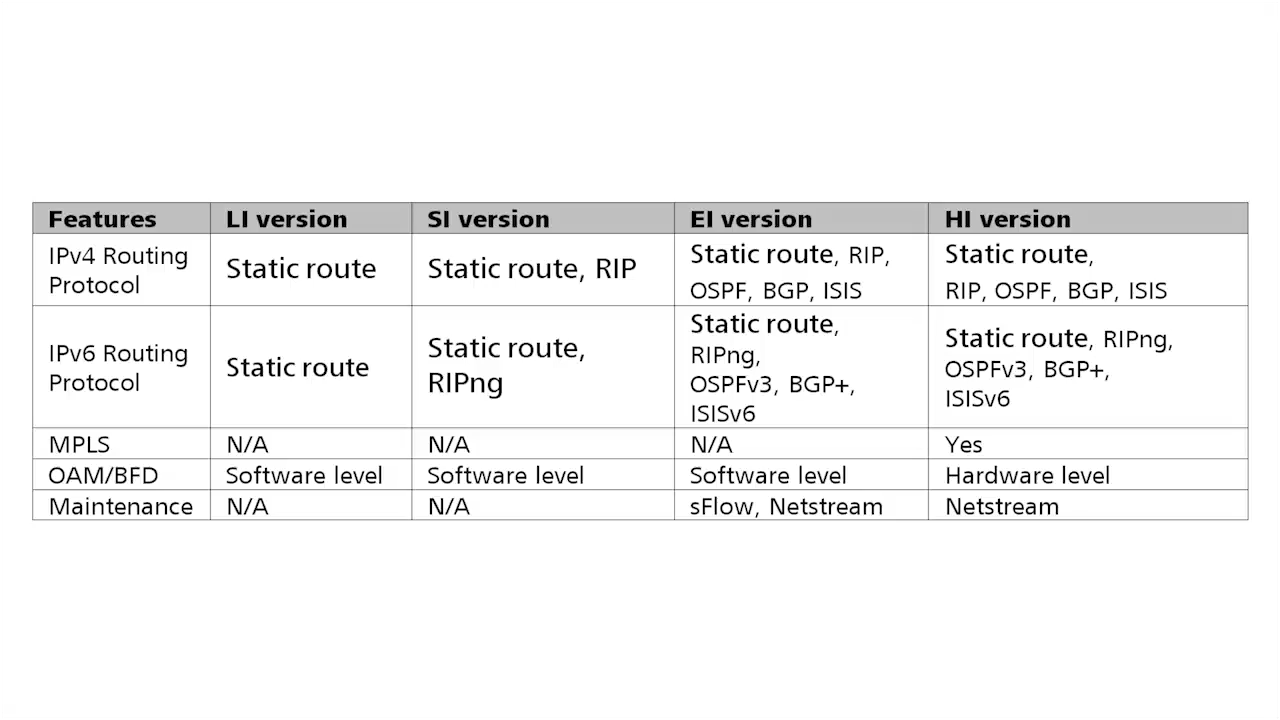 Features LI version SI version EI version HI version
IPv4 Routing
Protocol
Static route
Static route, RIP
Static route, RIP,
OSPF, BGP, ISIS
Static route,
RIP, OSPF, BGP, ISIS
IPv6 Routing
Protocol
Static route
Static route,
RIPng
Static route,
RIPng,
OSPFv3, BGP+,
ISISv6
Static route, RIPng,
OSPFv3, BGP+,
ISISv6
MPLS N/A N/A N/A Yes
OAM/BFD Software level Software level Software level Hardware level
Maintenance N/A N/A sFlow, Netstream Netstream